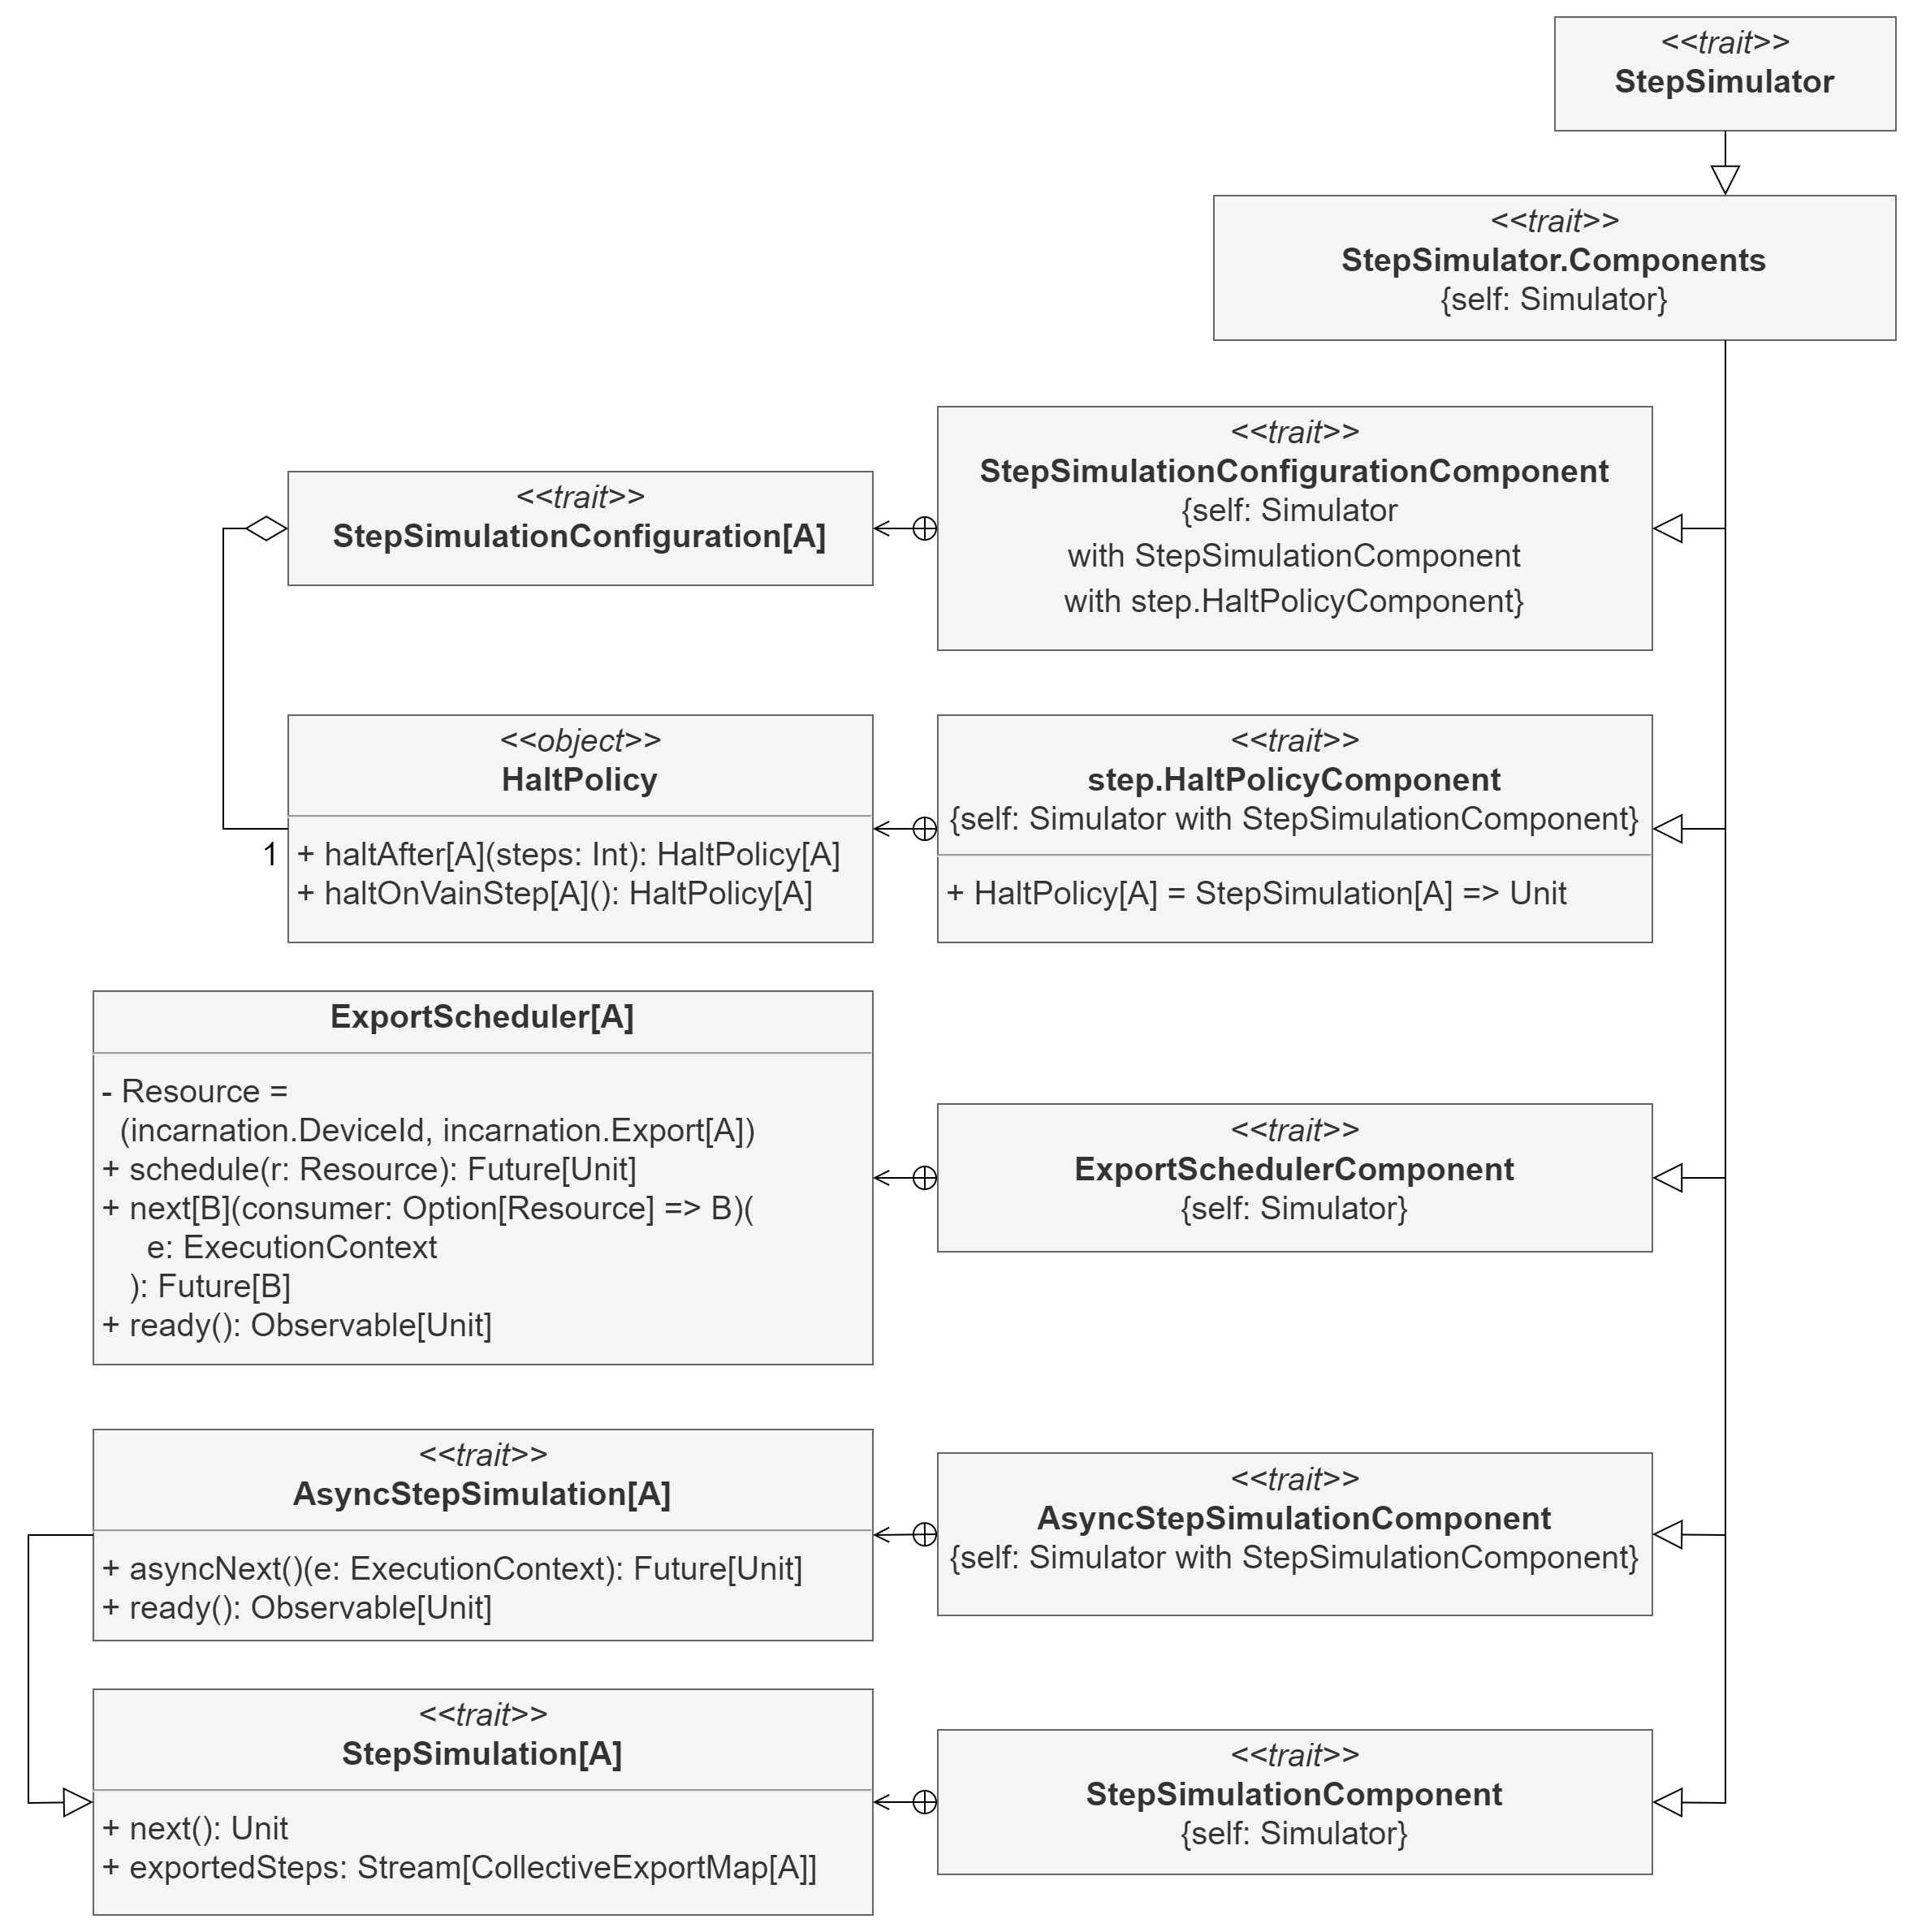 <<trait>>
StepSimulator
<<trait>>
StepSimulator.Components
{self: Simulator}
<<trait>>
StepSimulationConfigurationComponent
{self: Simulator
with StepSimulationComponent
with step.HaltPolicyComponent}
<<trait>>
StepSimulationConfiguration[A]
<<object>>
HaltPolicy
1
+ haltAfter[A](steps: Int): HaltPolicy[A]
+ haltOnVainStep[A](): HaltPolicy[A]
<<trait>>
step.HaltPolicyComponent
{self: Simulator with StepSimulationComponent}
+ HaltPolicy[A] = StepSimulation[A] => Unit
ExportScheduler[A]
- Resource =
(incarnation.DeviceId, incarnation.Export[A])
+ schedule(r: Resource): Future[Unit]
+ next[B](consumer: Option[Resource] => B)(
e: ExecutionContext
): Future[B]
+ ready(): Observable[Unit]
<<trait>>
ExportSchedulerComponent
{self: Simulator}
<<trait>>
AsyncStepSimulation[A]
+ asyncNext()(e: ExecutionContext): Future[Unit]
+ ready(): Observable[Unit]
<<trait>>
AsyncStepSimulationComponent
{self: Simulator with StepSimulationComponent}
<<trait>>
StepSimulation[A]
+ next(): Unit
+ exportedSteps: Stream[CollectiveExportMap[A]]
<<trait>>
StepSimulationComponent
{self: Simulator}